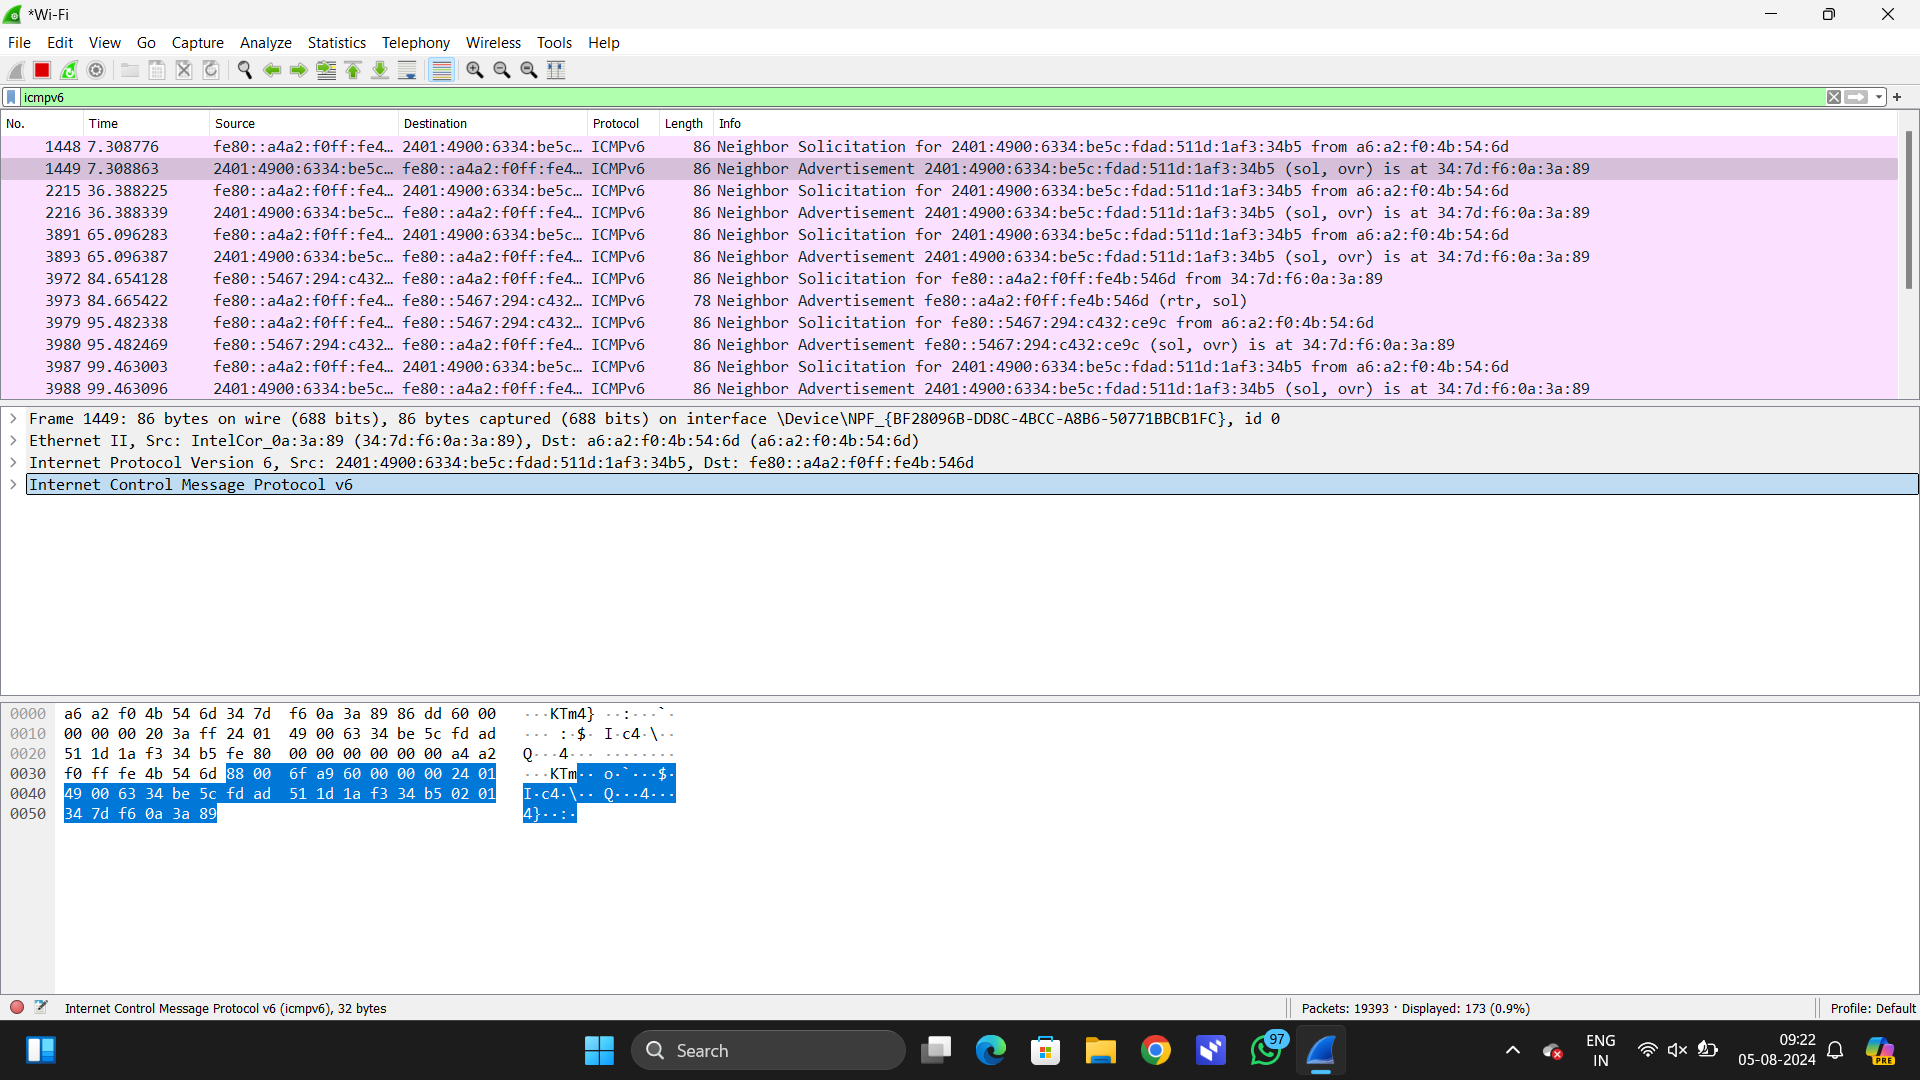 *Wi-Fi
File Edit View Go Capture Analyze Statistics Telephony Wireless Tools Help
icmpv6
No. Time Source Destination Protocol Length Info
1448 7.308776 fe80::a4a2:f0ff:fe4… 2401:4900:6334:be5c… ICMPv6 86 Neighbor Solicitation for 2401:4900:6334:be5c:fdad:511d:1af3:34b5 from a6:a2:f0:4b:54:6d
1449 7.308863 2401:4900:6334:be5c… fe80::a4a2:f0ff:fe4… ICMPv6 86 Neighbor Advertisement 2401:4900:6334:be5c:fdad:511d:1af3:34b5 (sol, ovr) is at 34:7d:f6:0a:3a:89
2215 36.388225 fe80::a4a2:f0ff:fe4… 2401:4900:6334:be5c… ICMPv6 86 Neighbor Solicitation for 2401:4900:6334:be5c:fdad:511d:1af3:34b5 from a6:a2:f0:4b:54:6d
2216 36.388339 2401:4900:6334:be5c… fe80::a4a2:f0ff:fe4… ICMPv6 86 Neighbor Advertisement 2401:4900:6334:be5c:fdad:511d:1af3:34b5 (sol, ovr) is at 34:7d:f6:0a:3a:89
3891 65.096283 fe80::a4a2:f0ff:fe4… 2401:4900:6334:be5c… ICMPv6 86 Neighbor Solicitation for 2401:4900:6334:be5c:fdad:511d:1af3:34b5 from a6:a2:f0:4b:54:6d
3893 65.096387 2401:4900:6334:be5c… fe80::a4a2:f0ff:fe4… ICMPv6 86 Neighbor Advertisement 2401:4900:6334:be5c:fdad:511d:1af3:34b5 (sol, ovr) is at 34:7d:f6:0a:3a:89
3972 84.654128 fe80::5467:294:c432… fe80::a4a2:f0ff:fe4… ICMPv6 86 Neighbor Solicitation for fe80::a4a2:f0ff:fe4b:546d from 34:7d:f6:0a:3a:89
3973 84.665422 fe80::a4a2:f0ff:fe4… fe80::5467:294:c432… ICMPv6 78 Neighbor Advertisement fe80::a4a2:f0ff:fe4b:546d (rtr, sol)
3979 95.482338 fe80::a4a2:f0ff:fe4… fe80::5467:294:c432… ICMPv6 86 Neighbor Solicitation for fe80::5467:294:c432:ce9c from a6:a2:f0:4b:54:6d
3980 95.482469 fe80::5467:294:c432… fe80::a4a2:f0ff:fe4… ICMPv6 86 Neighbor Advertisement fe80::5467:294:c432:ce9c (sol, ovr) is at 34:7d:f6:0a:3a:89
3987 99.463003 fe80::a4a2:f0ff:fe4… 2401:4900:6334:be5c… ICMPv6 86 Neighbor Solicitation for 2401:4900:6334:be5c:fdad:511d:1af3:34b5 from a6:a2:f0:4b:54:6d
3988 99.463096 2401:4900:6334:be5c… fe80::a4a2:f0ff:fe4… ICMPv6 86 Neighbor Advertisement 2401:4900:6334:be5c:fdad:511d:1af3:34b5 (sol, ovr) is at 34:7d:f6:0a:3a:89
Frame 1449: 86 bytes on wire (688 bits), 86 bytes captured (688 bits) on interface \Device\NPF_{BF28096B-DD8C-4BCC-A8B6-50771BBCB1FC}, id 0
Ethernet II, Src: IntelCor_0a:3a:89 (34:7d:f6:0a:3a:89), Dst: a6:a2:f0:4b:54:6d (a6:a2:f0:4b:54:6d)
Internet Protocol Version 6, Src: 2401:4900:6334:be5c:fdad:511d:1af3:34b5, Dst: fe80::a4a2:f0ff:fe4b:546d
Internet Control Message Protocol v6
0000 a6 a2 f0 4b 54 6d 34 7d f6 0a 3a 89 86 dd 60 00 ···KTm4} ··:···`·
0010 00 00 00 20 3a ff 24 01 49 00 63 34 be 5c fd ad ··· :·$· I·c4·\··
0020 51 1d 1a f3 34 b5 fe 80 00 00 00 00 00 00 a4 a2 Q···4··· ········
0030 f0 ff fe 4b 54 6d 88 00 6f a9 60 00 00 00 24 01 ···KTm·· o·`···$·
0040 49 00 63 34 be 5c fd ad 51 1d 1a f3 34 b5 02 01 I·c4·\·· Q···4···
0050 34 7d f6 0a 3a 89 4}··:·
Internet Control Message Protocol v6 (icmpv6), 32 bytes Packets: 19393 · Displayed: 173 (0.9%) Profile: Default
Search 97 ENG 09:22
IN 05-08-2024 PRE